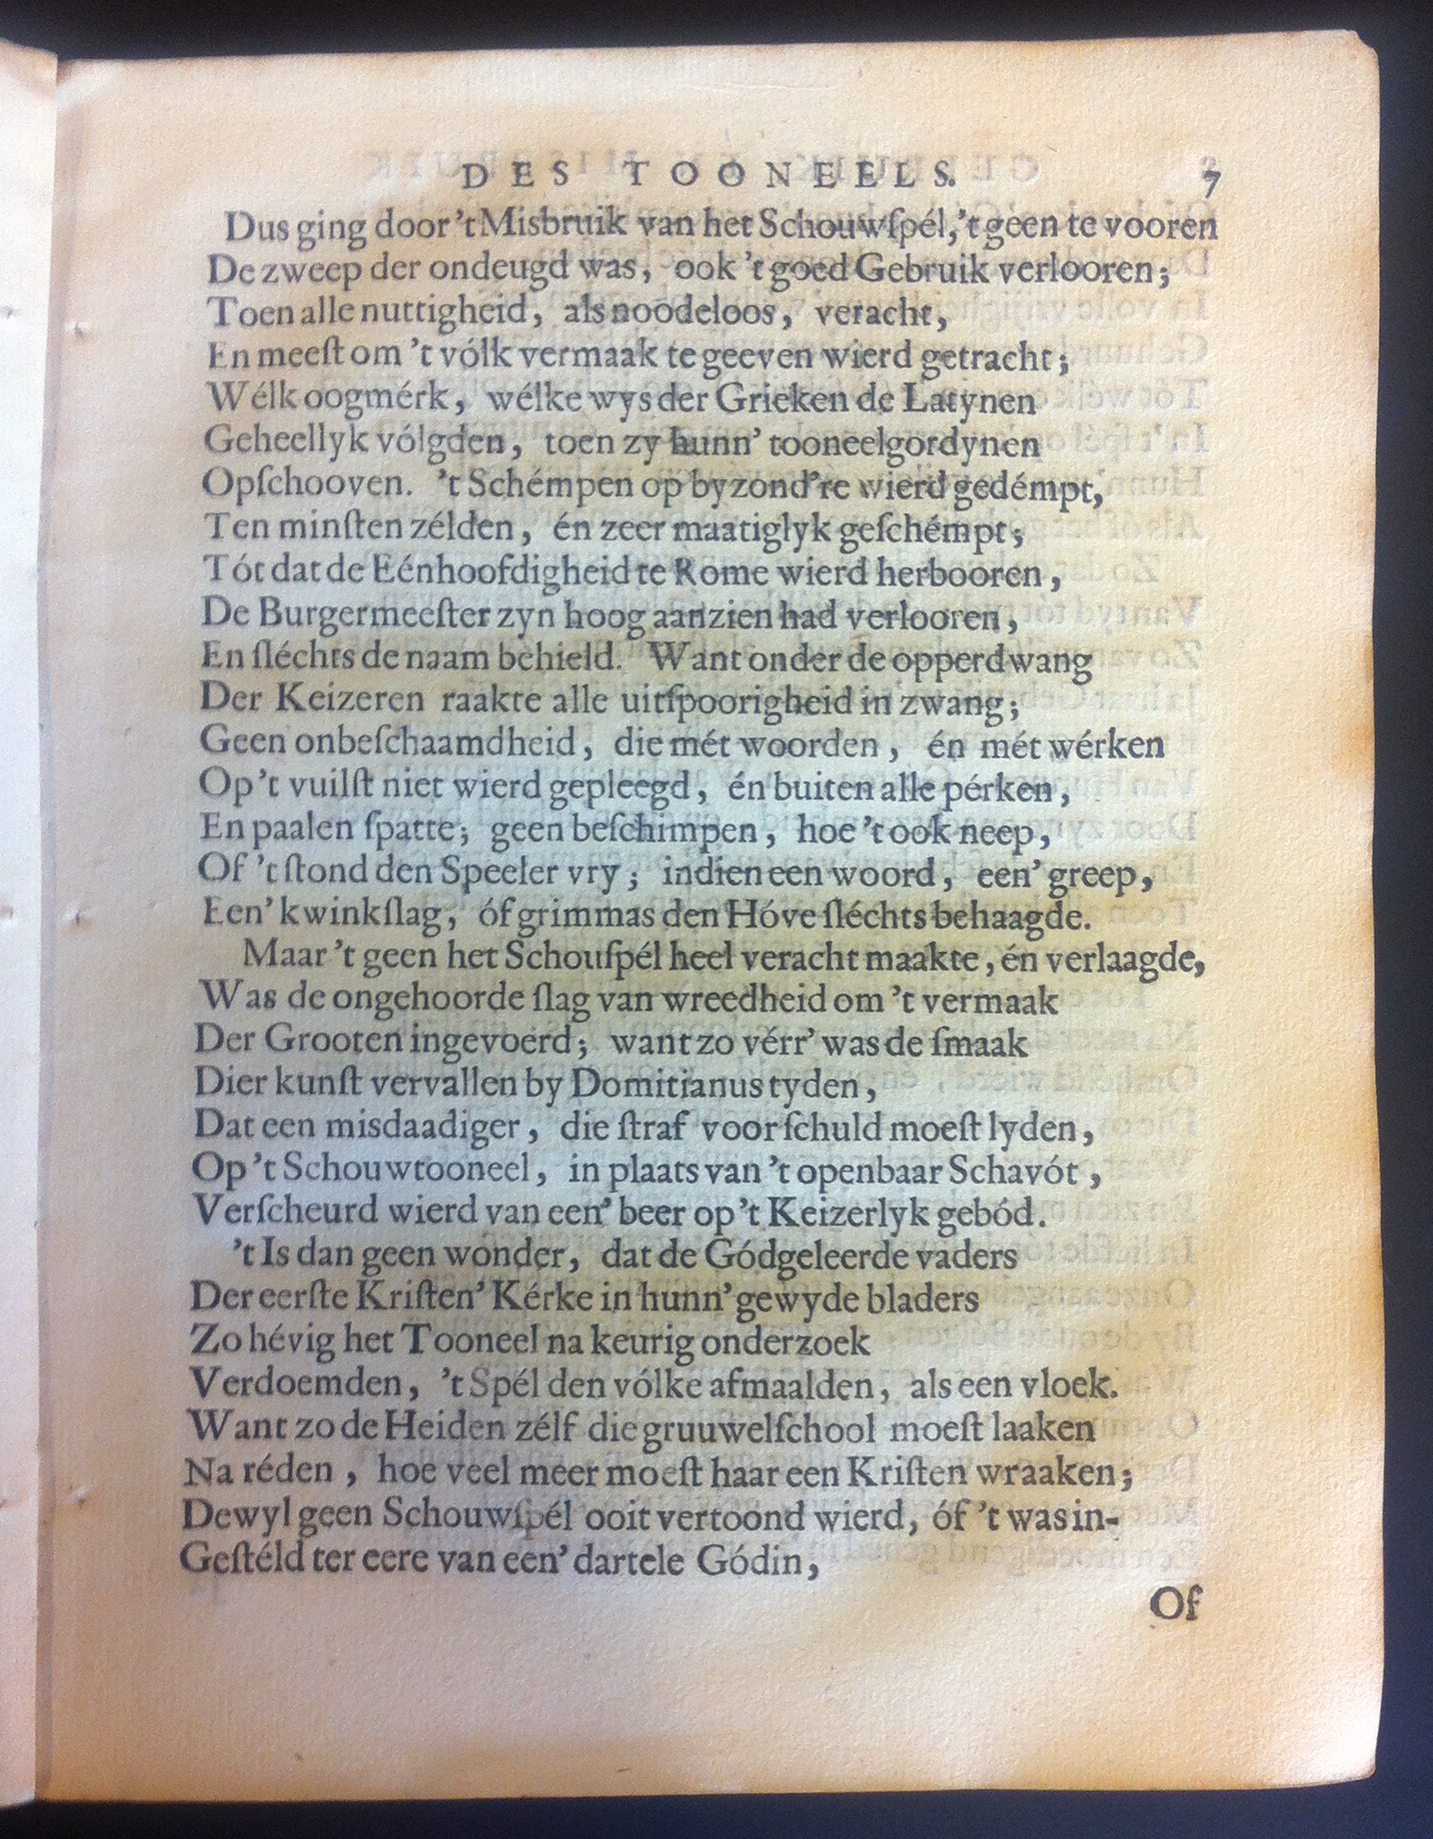 DES TOONEELS. 7
Dus ging door 't Misbruik van het Schouwſpél, 't geen te vooren
De zweep der ondeugd was, ook 't goed Gebruik verlooren;
Toen alle nuttigheid, als noodeloos, veracht,
En meeſt om 't vólk vermaak te geeven wierd getracht;
Wélk oogmérk, wélke wys der Grieken de Latynen
Geheellyk vólgden, toen zy hunn' tooneelgordynen
Opſchooven. 't Schémpen op byzond're wierd gedémpt,
Ten minſten zélden, én zeer maatiglyk geſchémpt;
Tót dat de Eénhoofdigheid te Rome wierd herbooren,
De Burgermeeſter zyn hoog aanzien had verlooren,
En ſléchts de naam behield. Want onder de opperdwang
Der Keizeren raakte alle uitſpoorigheid in zwang;
Geen onbeſchaamdheid, die mét woorden, én mét wérken
Op 't vuilſt niet wierd gepleegd, én buiten alle pérken,
En paalen ſpatte; geen beſchimpen, hoe 't ook neep,
Of 't ſtond den Speeler vry; indien een woord, een' greep,
Een' kwinkſlag, óf grimmas den Hóve ſléchts behaagde.
Maar 't geen het Schouſpél heel veracht maakte, én verlaagde,
Was de ongehoorde ſlag van wreedheid om 't vermaak
Der Grooten ingevoerd; want zo vérr' was de ſmaak
Dier kunſt vervallen by Domitianus tyden,
Dat een misdaadiger, die ſtraf voor ſchuld moeſt lyden,
Op 't Schouwtooneel, in plaats van 't openbaar Schavót,
Verſcheurd wierd van een' beer op 't Keizerlyk gebód.
't Is dan geen wonder, dat de Gódgeleerde vaders
Der eerſte Kriſten' Kérke in hunn' gewyde bladers
Zo hévig het Tooneel na keurig onderzoek
Verdoemden, 't Spél den vólke afmaalden, als een vloek.
Want zo de Heiden zélf die gruuwelſchool moeſt laaken
Na réden, hoe veel meer moeſt haar een Kriſten wraaken;
Dewyl geen Schouwſpél ooit vertoond wierd, óf 't was in-
Geſtéld ter eere van een' dartele Gódin,
Of